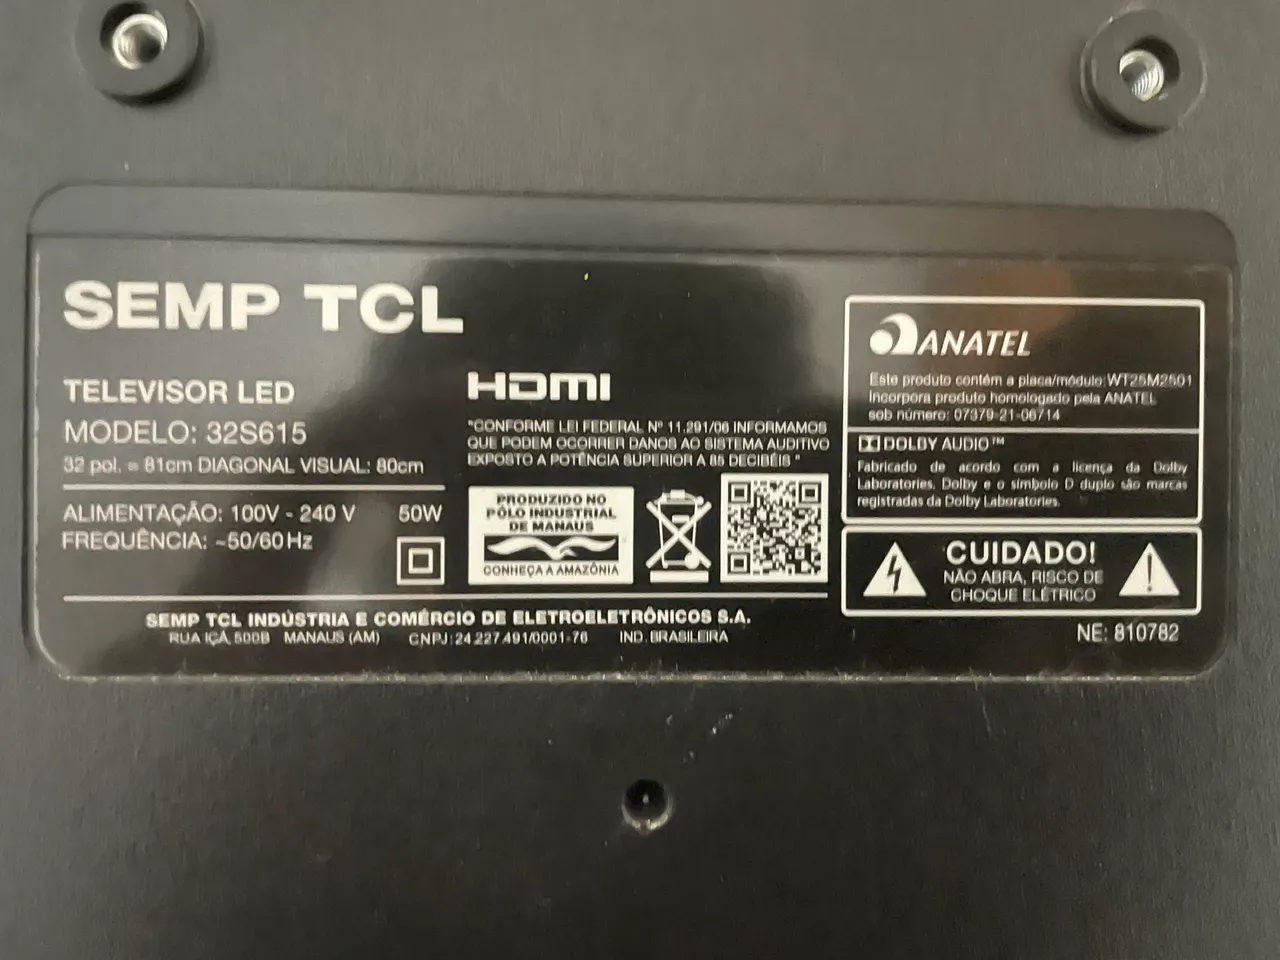 SEMP TCL
TELEVISOR LED
MODELO: 32S615
32 pol. = 81cm DIAGONAL VISUAL: 80cm
ALIMENTAÇÃO: 100V - 240 V 50W
FREQUÊNCIA: ~50/60 Hz
HDMI
"CONFORME LEI FEDERAL Nº 11.291/06 INFORMAMOS
QUE PODEM OCORRER DANOS AO SISTEMA AUDITIVO
EXPOSTO A POTÊNCIA SUPERIOR A 85 DECIBÉIS "
PRODUZIDO NO
PÓLO INDUSTRIAL
DE MANAUS
CONHEÇA A AMAZÔNIA
SEMP TCL INDÚSTRIA E COMÉRCIO DE ELETROELETRÔNICOS S.A.
RUA IÇÁ, 500B MANAUS (AM) CNPJ: 24.227.491/0001-76 IND. BRASILEIRA
ANATEL
Este produto contém a placa/módulo: WT25M2501
Incorpora produto homologado pela ANATEL
sob número: 07379-21-06714
DOLBY AUDIO™
Fabricado de acordo com a licença da Dolby
Laboratories. Dolby e o símbolo D duplo são marcas
registradas da Dolby Laboratories.
CUIDADO!
NÃO ABRA, RISCO DE
CHOQUE ELÉTRICO
NE: 810782